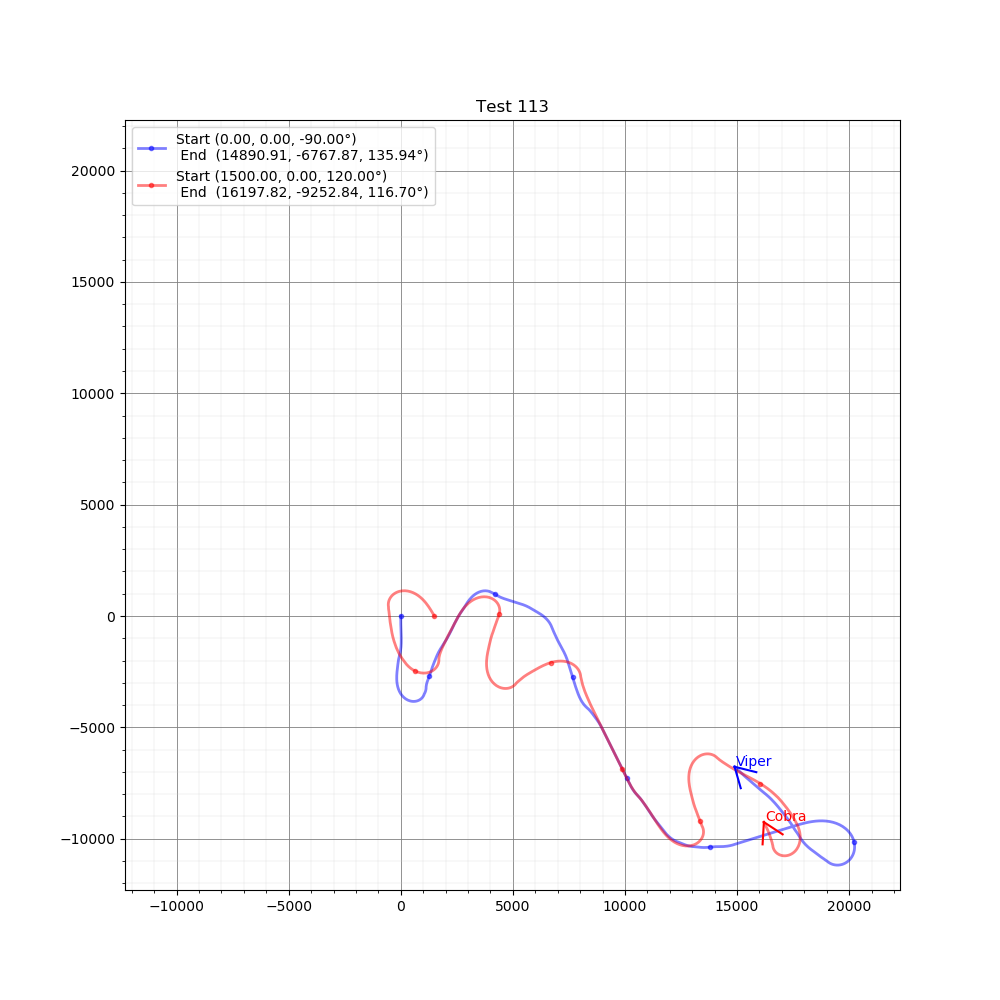 Test 113
Start (0.00, 0.00, -90.00°)
End  (14890.91, -6767.87, 135.94°)
Start (1500.00, 0.00, 120.00°)
End  (16197.82, -9252.84, 116.70°)
20000
15000
10000
5000
0
−5000
−10000
Viper
Cobra
−10000 −5000 0 5000 10000 15000 20000